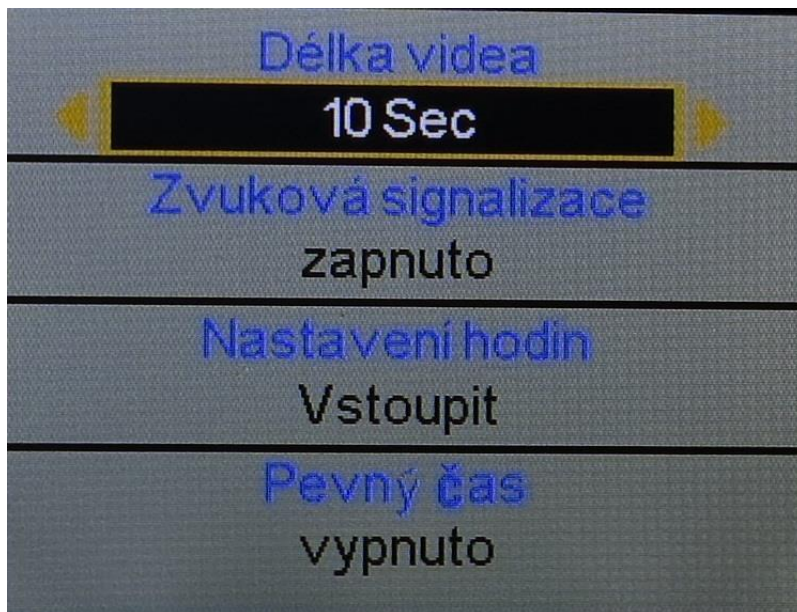 Délka videa
10 Sec
Zvuková signalizace
zapnuto
Nastavení hodin
Vstoupit
Pevný čas
vypnuto